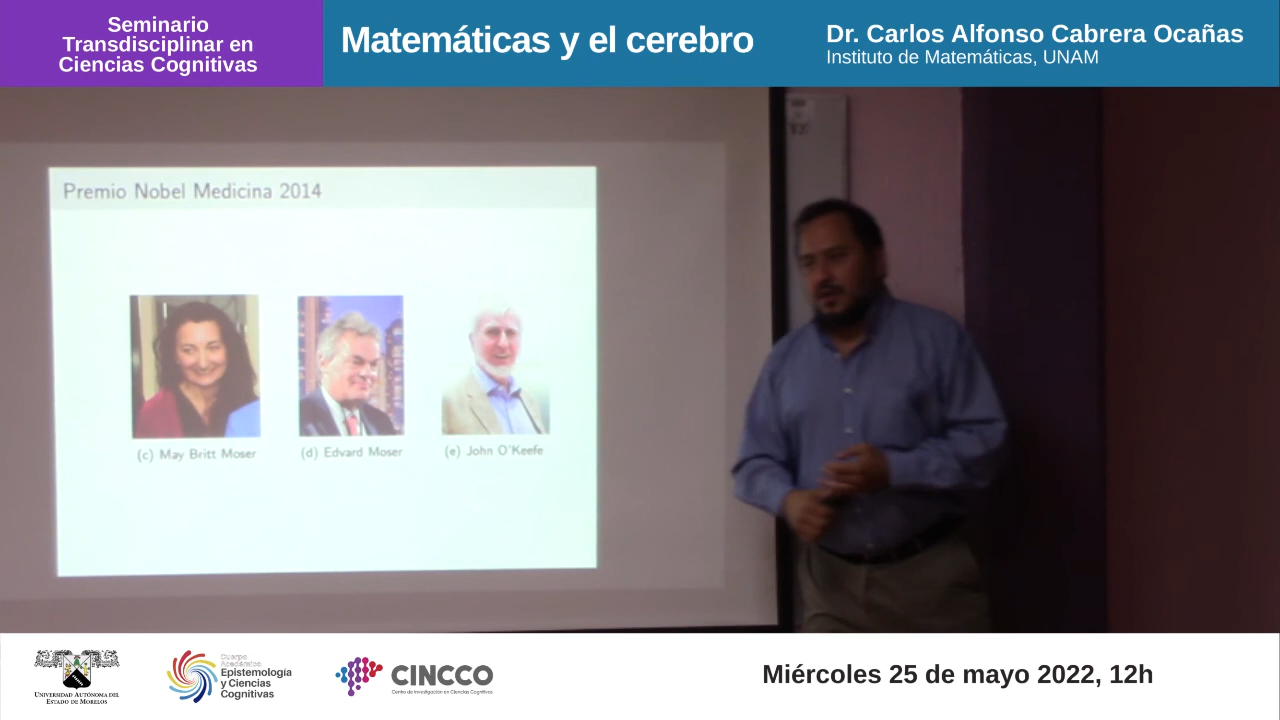 Seminario
Transdisciplinar en
Ciencias Cognitivas
Matemáticas y el cerebro
Dr. Carlos Alfonso Cabrera Ocañas
Instituto de Matemáticas, UNAM
Premio Nobel Medicina 2014
(c) May Britt Moser
(d) Edvard Moser
(e) John O'Keefe
UNIVERSIDAD AUTÓNOMA DEL
ESTADO DE MORELOS
Cuerpo
Académico
Epistemología
y Ciencias
Cognitivas
CINCCO
Centro de Investigación en Ciencias Cognitivas
Miércoles 25 de mayo 2022, 12h